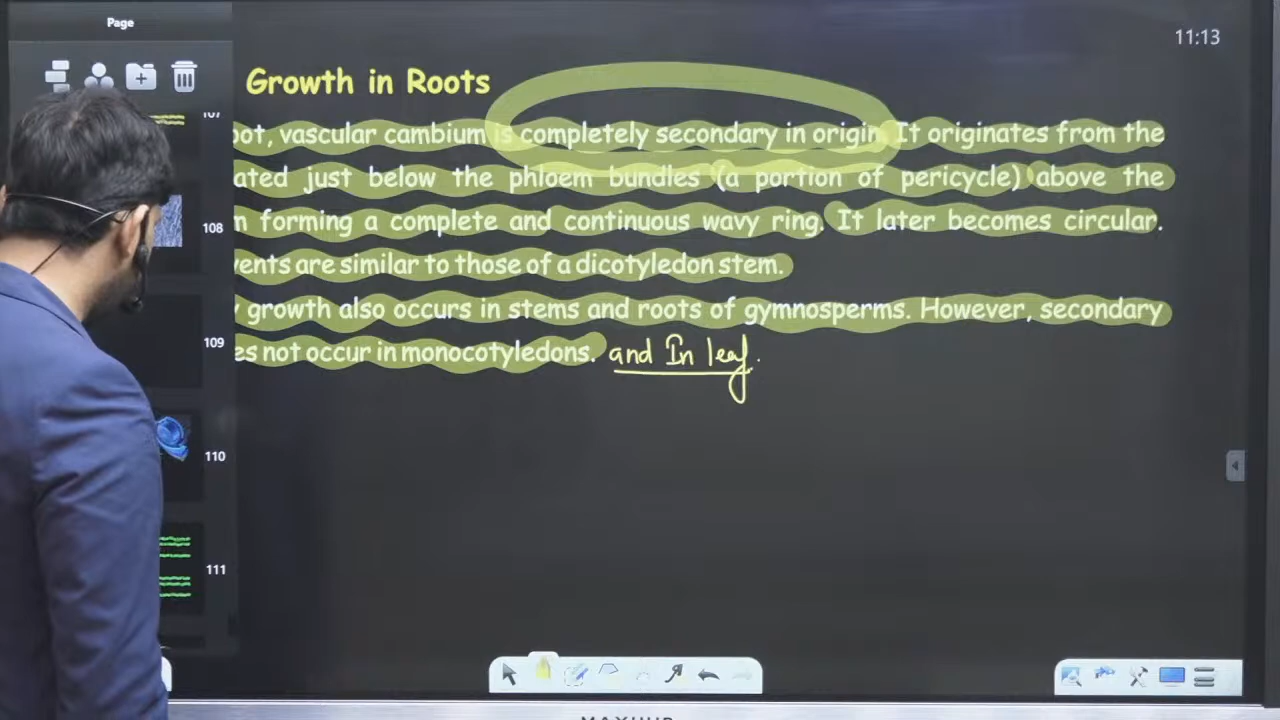 Page
11:13
Growth in Roots
oot, vascular cambium is completely secondary in origin It originates from the
ated just below the phloem bundles (a portion of pericycle) above the
forming a complete and continuous wavy ring. It later becomes circular.
vents are similar to those of a dicotyledon stem.
y growth also occurs in stems and roots of gymnosperms. However, secondary
es not occur in monocotyledons. and In leaf.
107
108
109
110
111